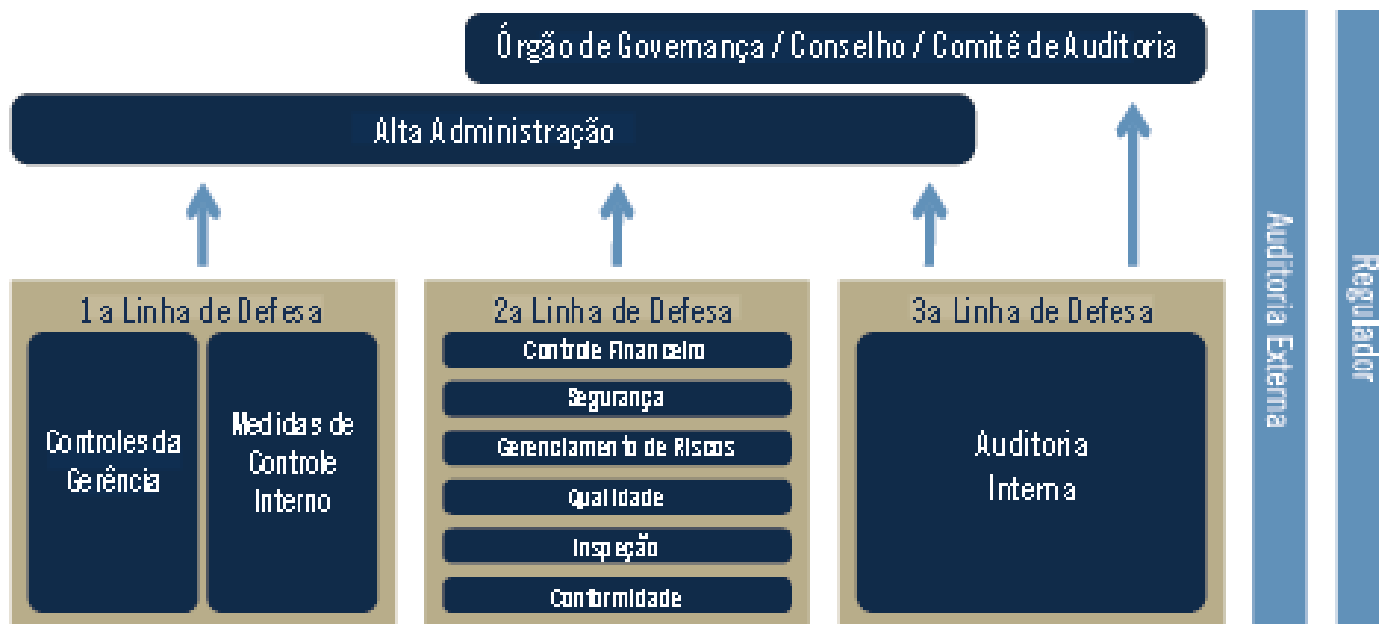 Órgão de Governança / Conselho / Comitê de Auditoria
Alta Administração
1a Linha de Defesa
Controles da
Gerência
Medidas de
Controle
Interno
2a Linha de Defesa
Controle Financeiro
Segurança
Gerenciamento de Riscos
Qualidade
Inspeção
Conformidade
3a Linha de Defesa
Auditoria
Interna
Auditoria Externa
Regulador